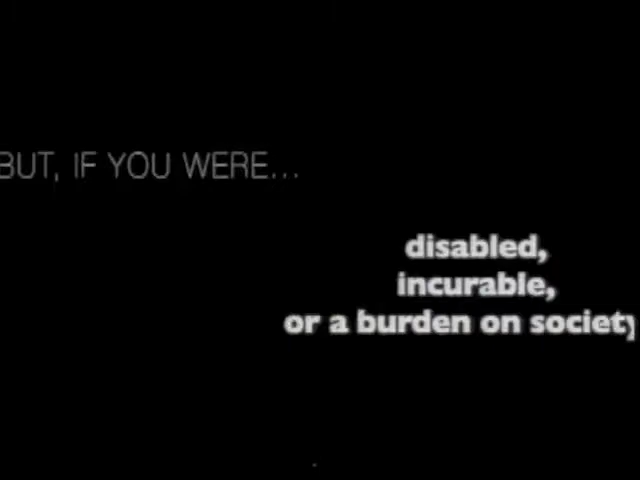 BUT, IF YOU WERE...
disabled,
incurable,
or a burden on society